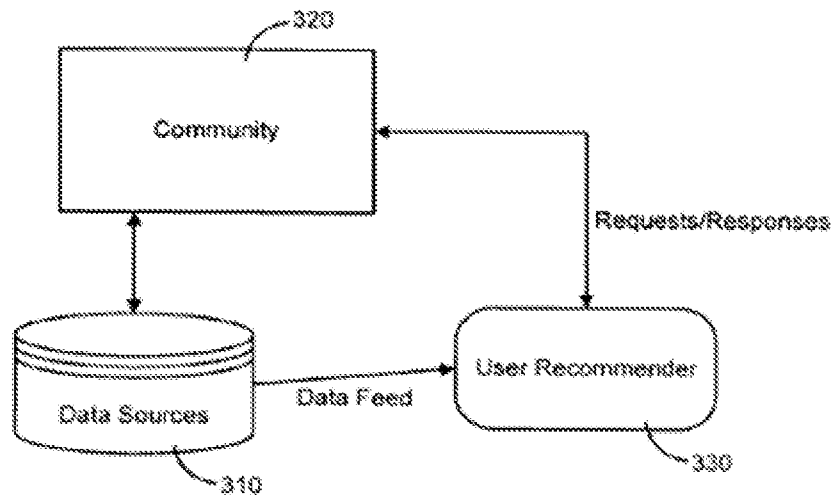 320
Community
Requests/Responses
User Recommender
Data Feed
Data Sources
310
330